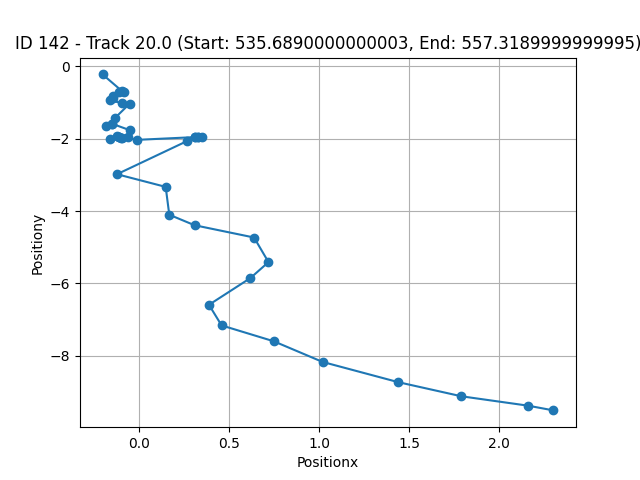 ID 142 - Track 20.0 (Start: 535.6890000000003, End: 557.3189999999995)
0
−2
−4
−6
−8
Positiony
0.0 0.5 1.0 1.5 2.0
Positionx